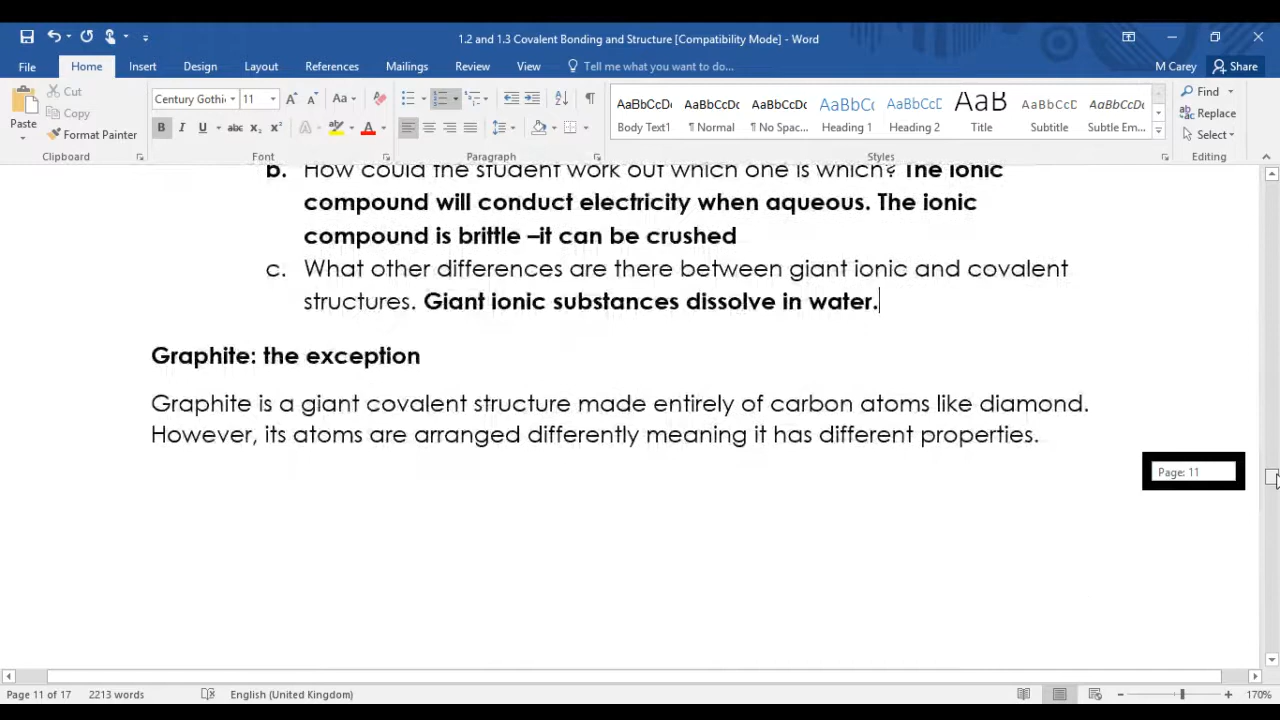 1.2 and 1.3 Covalent Bonding and Structure [Compatibility Mode] - Word
File Home Insert Design Layout References Mailings Review View Tell me what you want to do... M Carey Share
Paste
Cut
Copy
Format Painter
Clipboard
Century Gothi 11
Font
Paragraph
AaBbCcDc AaBbCcDc AaBbCcDc AaBbC AaBbCcD AaB AaBbCcD AaBbCcDc
Body Text1 ¶ Normal ¶ No Spac... Heading 1 Heading 2 Title Subtitle Subtle Em...
Styles
Find
Replace
Select
Editing
b. How could the student work out which one is which? The ionic
compound will conduct electricity when aqueous. The ionic
compound is brittle –it can be crushed
c. What other differences are there between giant ionic and covalent
structures. Giant ionic substances dissolve in water.
Graphite: the exception
Graphite is a giant covalent structure made entirely of carbon atoms like diamond.
However, its atoms are arranged differently meaning it has different properties.
Page: 11
Page 11 of 17 2213 words English (United Kingdom) 170%